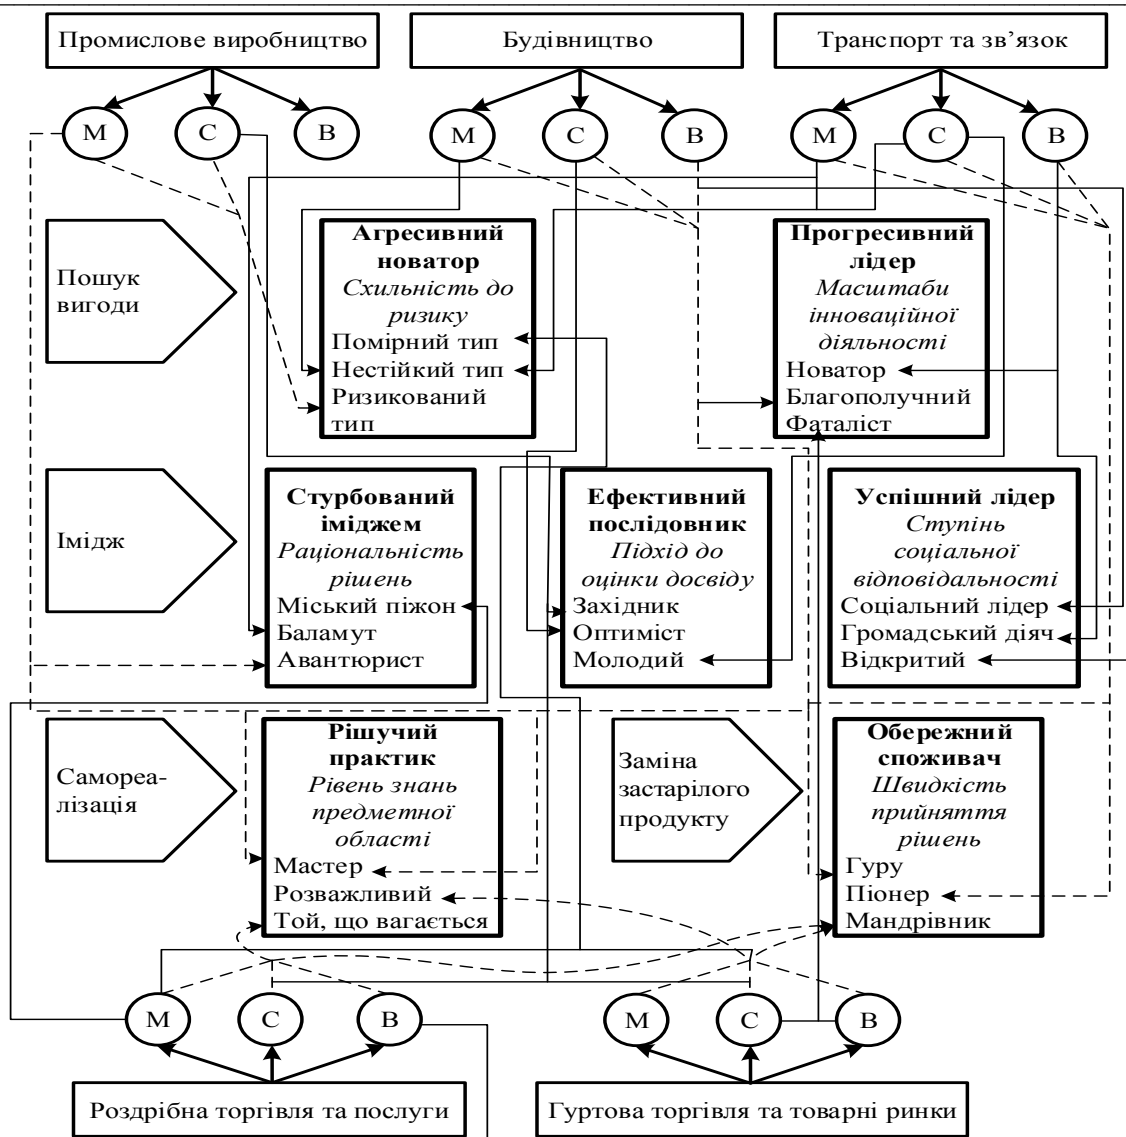 Промислове виробництво
Будівництво
Транспорт та зв’язок
М
С
В
М
С
В
М
С
В
Пошук
вигоди
Агресивний
новатор
Схильність до
ризику
Помірний тип
Нестійкий тип
Ризикований
тип
Прогресивний
лідер
Масштаби
інноваційної
діяльності
Новатор
Благополучний
Фаталіст
Імідж
Стурбований
іміджем
Раціональність
рішень
Міський піжон
Баламут
Авантюрист
Ефективний
послідовник
Підхід до
оцінки досвіду
Західник
Оптиміст
Молодий
Успішний лідер
Ступінь
соціальної
відповідальності
Соціальний лідер
Громадський діяч
Відкритий
Самореа-
лізація
Рішучий
практик
Рівень знань
предметної
області
Мастер
Розважливий
Той, що вагається
Заміна
застарілого
продукту
Обережний
споживач
Швидкість
прийняття
рішень
Гуру
Піонер
Мандрівник
М
С
В
М
С
В
Роздрібна торгівля та послуги
Гуртова торгівля та товарні ринки